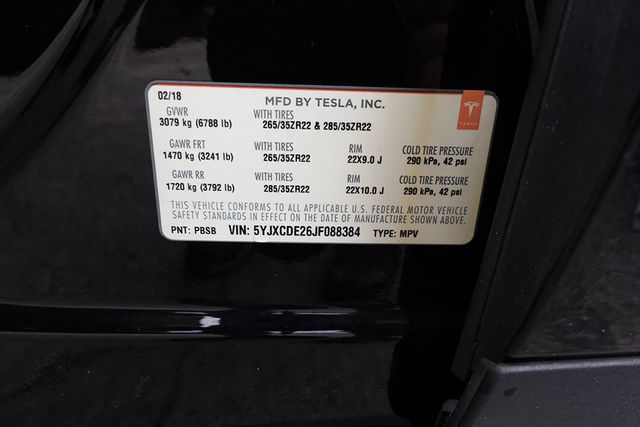 02/18 MFD BY TESLA, INC.
TESLA
GVWR WITH TIRES
3079 kg (6788 lb) 265/35ZR22 & 285/35ZR22
GAWR FRT WITH TIRES RIM COLD TIRE PRESSURE
1470 kg (3241 lb) 265/35ZR22 22X9.0 J 290 kPa, 42 psi
GAWR RR WITH TIRES RIM COLD TIRE PRESSURE
1720 kg (3792 lb) 285/35ZR22 22X10.0 J 290 kPa, 42 psi
THIS VEHICLE CONFORMS TO ALL APPLICABLE U.S. FEDERAL MOTOR VEHICLE
SAFETY STANDARDS IN EFFECT ON THE DATE OF MANUFACTURE SHOWN ABOVE.
PNT: PBSB VIN: 5YJXCDE26JF088384 TYPE: MPV